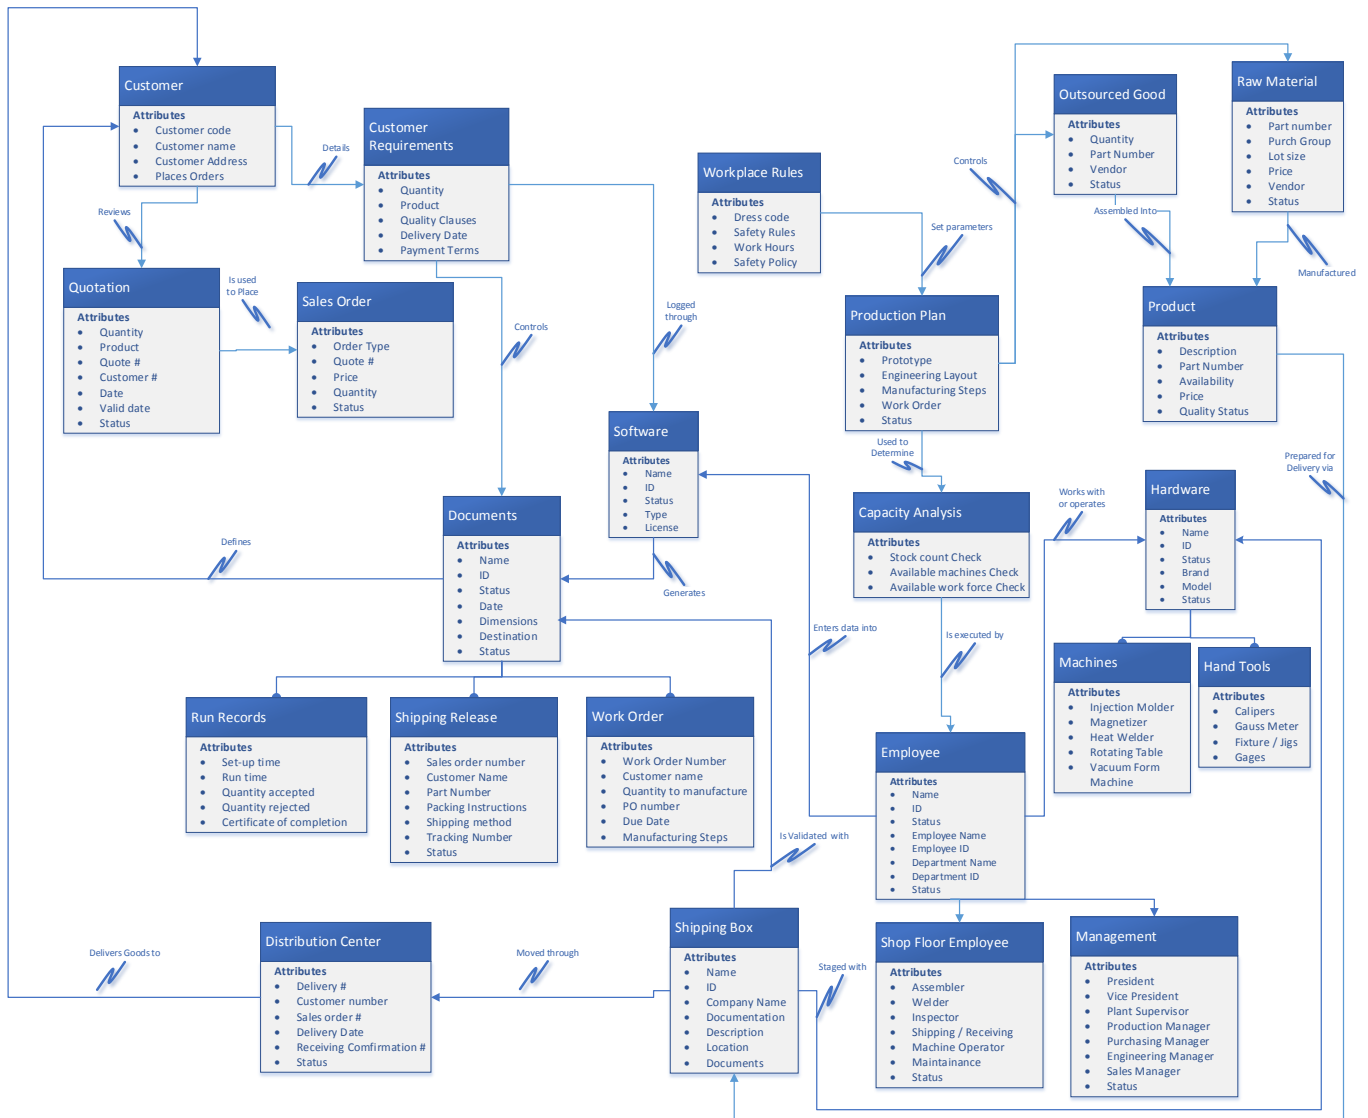 Customer
Attributes
Customer code
Customer name
Customer Address
Places Orders
Details
Customer
Requirements
Attributes
Quantity
Product
Quality Clauses
Delivery Date
Payment Terms
Workplace Rules
Attributes
Dress code
Safety Rules
Work Hours
Safety Policy
Controls
Outsourced Good
Attributes
Quantity
Part Number
Vendor
Status
Raw Material
Attributes
Part number
Purch Group
Lot size
Price
Vendor
Status
Reviews
Set parameters
Assembled Into
Manufactured
Quotation
Attributes
Quantity
Product
Quote #
Customer #
Date
Valid date
Status
Is used
to Place
Sales Order
Attributes
Order Type
Quote #
Price
Quantity
Status
Controls
Logged
through
Production Plan
Attributes
Prototype
Engineering Layout
Manufacturing Steps
Work Order
Status
Product
Attributes
Description
Part Number
Availability
Price
Quality Status
Software
Attributes
Name
ID
Status
Type
License
Used to
Determine
Prepared for
Delivery via
Documents
Attributes
Name
ID
Status
Date
Dimensions
Destination
Status
Defines
Generates
Capacity Analysis
Attributes
Stock count Check
Available machines Check
Available work force Check
Works with
or operates
Hardware
Attributes
Name
ID
Status
Brand
Model
Status
Enters data into
Is executed by
Machines
Attributes
Injection Molder
Magnetizer
Heat Welder
Rotating Table
Vacuum Form
Machine
Hand Tools
Attributes
Calipers
Gauss Meter
Fixture / Jigs
Gages
Run Records
Attributes
Set-up time
Run time
Quantity accepted
Quantity rejected
Certificate of completion
Shipping Release
Attributes
Sales order number
Customer Name
Part Number
Packing Instructions
Shipping method
Tracking Number
Status
Work Order
Attributes
Work Order Number
Customer name
Quantity to manufacture
PO number
Due Date
Manufacturing Steps
Employee
Attributes
Name
ID
Status
Employee Name
Employee ID
Department Name
Department ID
Status
Is Validated with
Delivers Goods to
Distribution Center
Attributes
Delivery #
Customer number
Sales order #
Delivery Date
Receiving Comfirmation #
Status
Moved through
Shipping Box
Attributes
Name
ID
Company Name
Documentation
Description
Location
Documents
Staged with
Shop Floor Employee
Attributes
Assembler
Welder
Inspector
Shipping / Receiving
Machine Operator
Maintainance
Status
Management
Attributes
President
Vice President
Plant Supervisor
Production Manager
Purchasing Manager
Engineering Manager
Sales Manager
Status